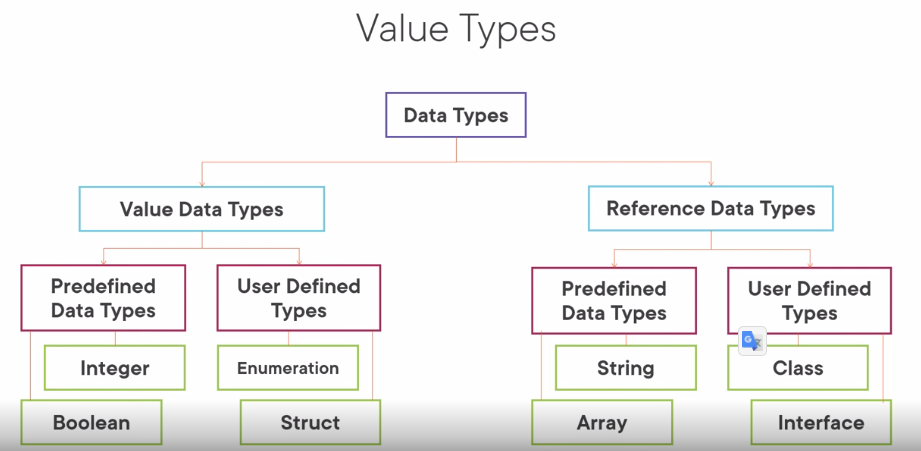 Value Types
Data Types
Value Data Types
Reference Data Types
Predefined
Data Types
User Defined
Types
Predefined
Data Types
User Defined
Types
Integer
Enumeration
String
Class
Boolean
Struct
Array
Interface